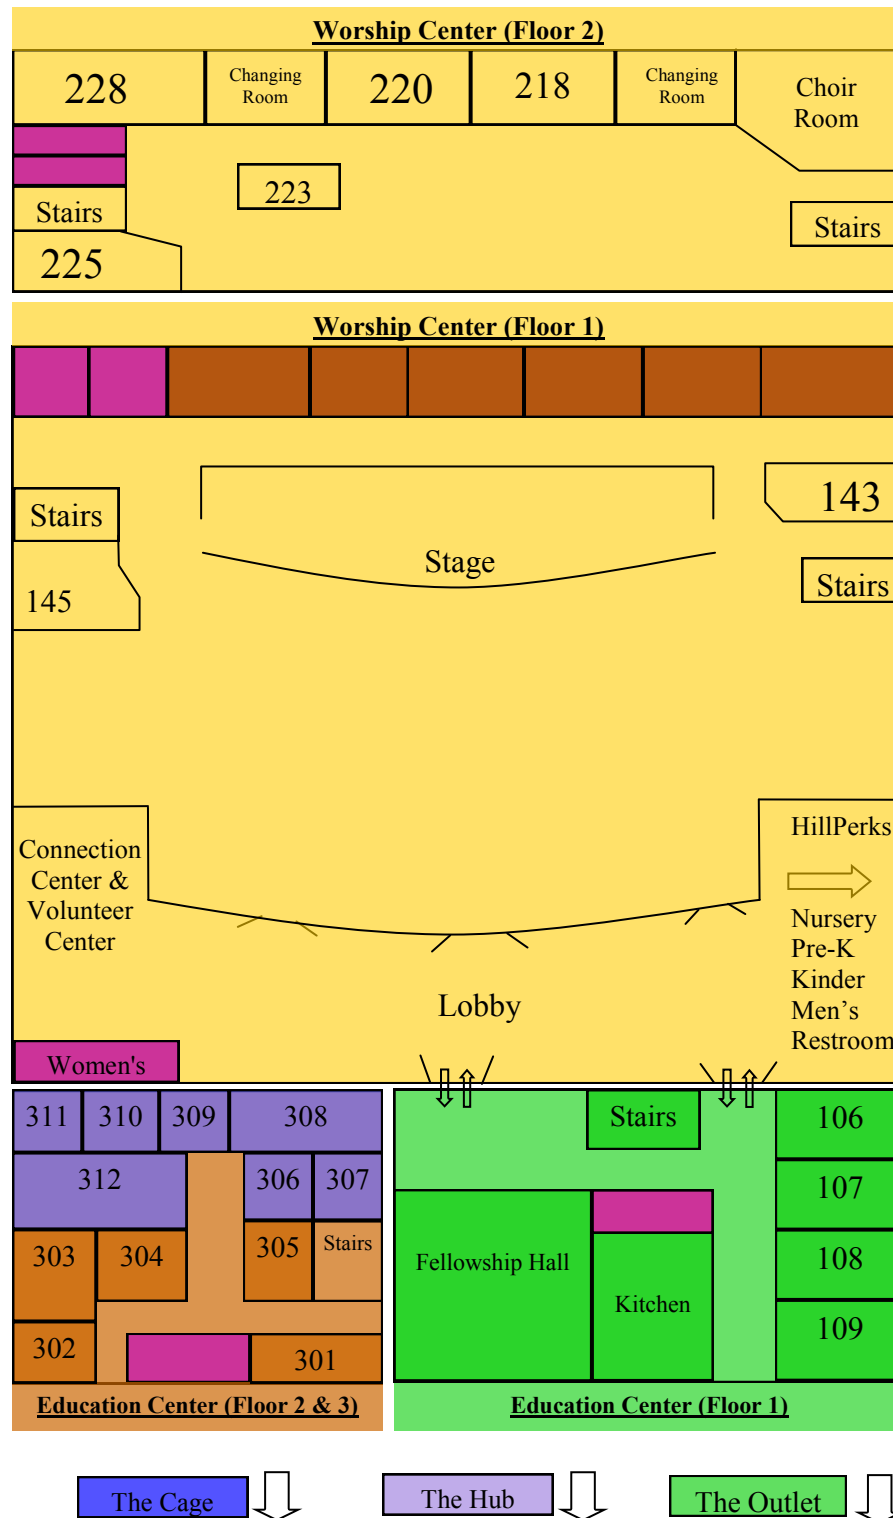 Worship Center (Floor 2)
228
Changing
Room
220
218
Changing
Room
Choir
Room
223
Stairs
Stairs
225
Worship Center (Floor 1)
Stairs
143
Stage
Stairs
145
HillPerks
Connection
Center &
Volunteer
Center
Nursery
Pre-K
Kinder
Men’s
Restroom
Lobby
Women's
311
310
309
308
312
306
307
303
304
305
Stairs
302
301
Education Center (Floor 2 & 3)
Stairs
106
107
Fellowship Hall
108
Kitchen
109
Education Center (Floor 1)
The Cage
The Hub
The Outlet